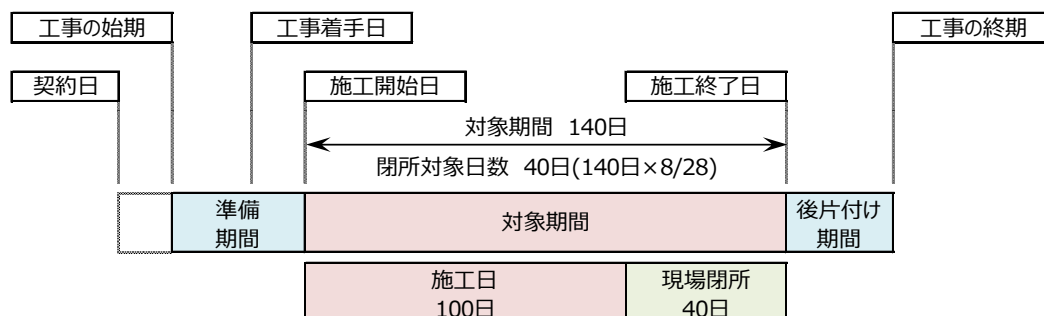 工事の始期
工事着手日
工事の終期
契約日
施工開始日
施工終了日
対象期間 140日
閉所対象日数 40日(140日×8/28)
準備
期間
対象期間
後片付け
期間
施工日
100日
現場閉所
40日